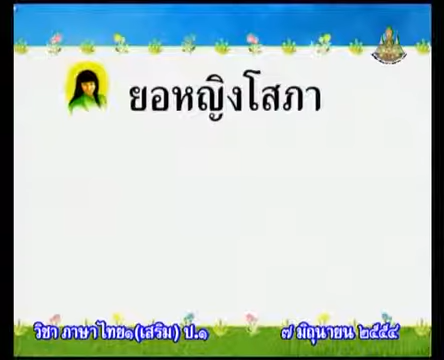 ยอหญิงโสภา
วิชา ภาษาไทย๑(เสริม) ป.๑
๗ มิถุนายน ๒๕๕๔